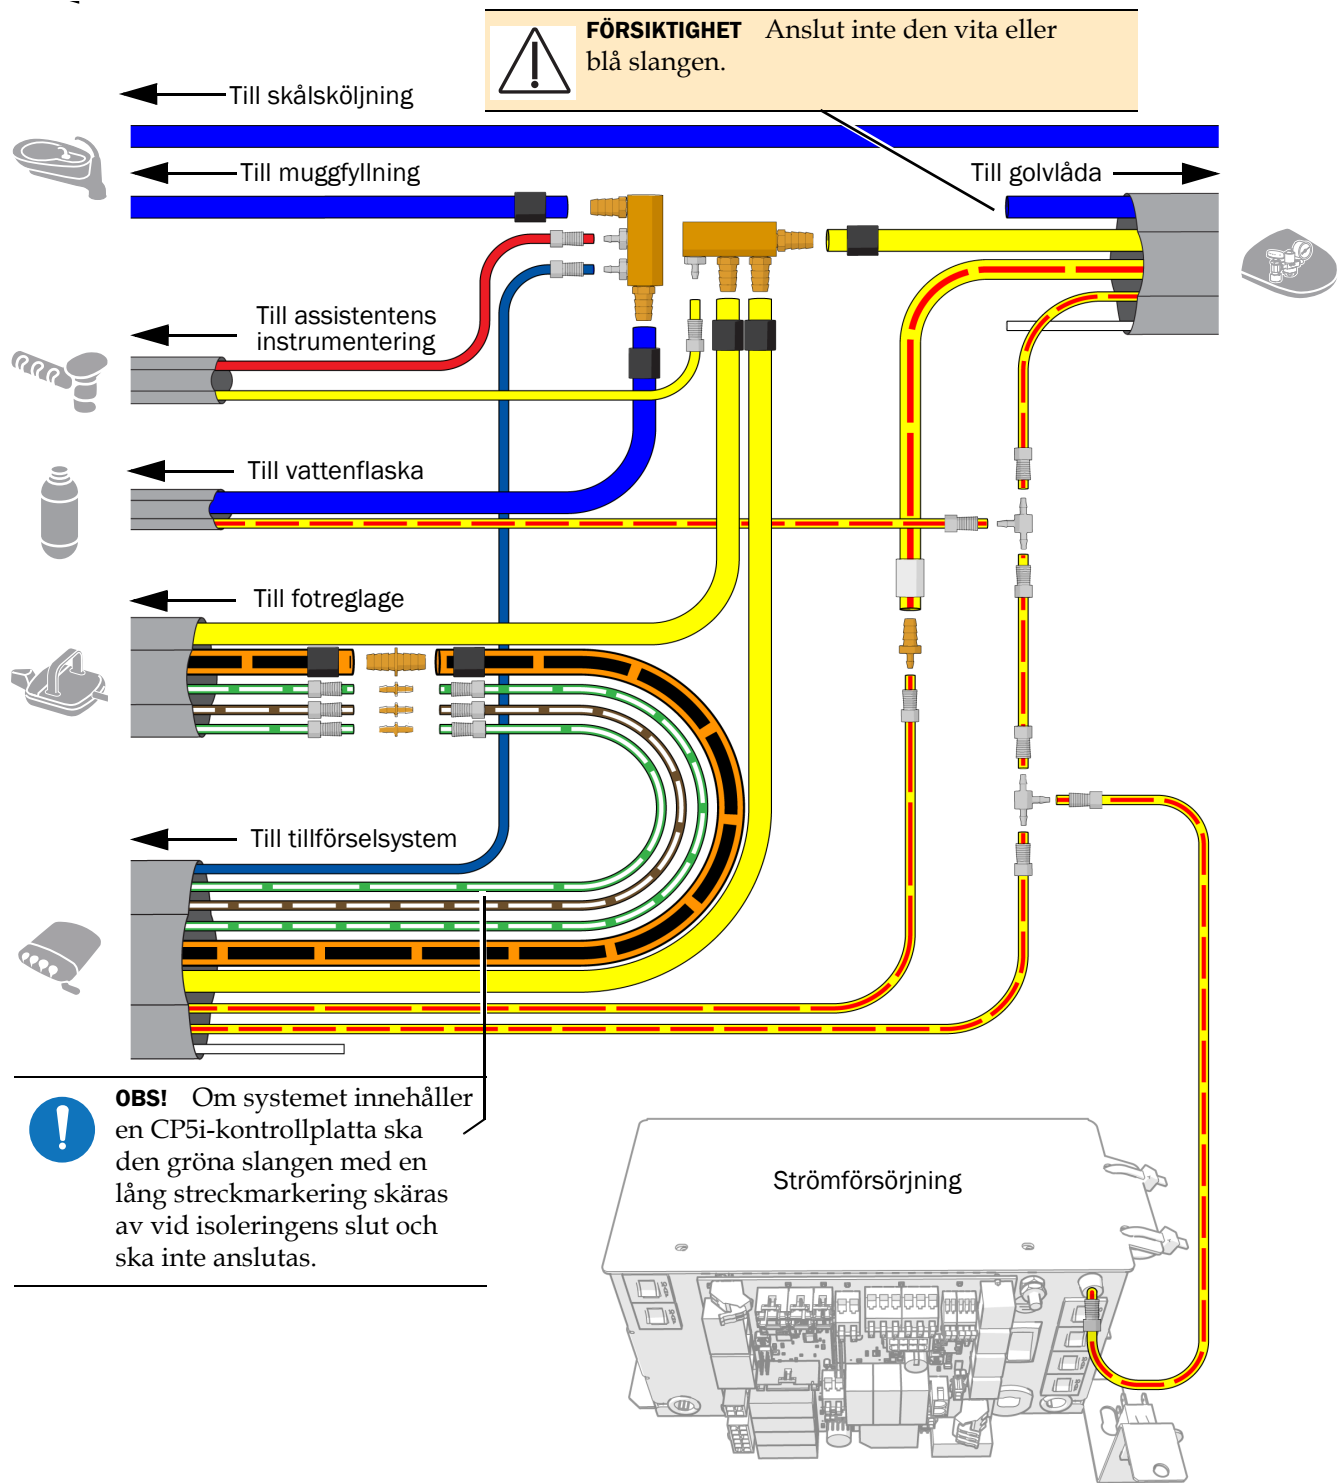 FÖRSIKTIGHET Anslut inte den vita eller
blå slangen.
Till skålsköljning
Till muggfyllning
Till golvlåda
Till assistentens
instrumentering
Till vattenflaska
Till fotreglage
Till tillförselsystem
OBS! Om systemet innehåller
en CP5i-kontrollplatta ska
den gröna slangen med en
lång streckmarkering skäras
av vid isoleringens slut och
ska inte anslutas.
Strömförsörjning